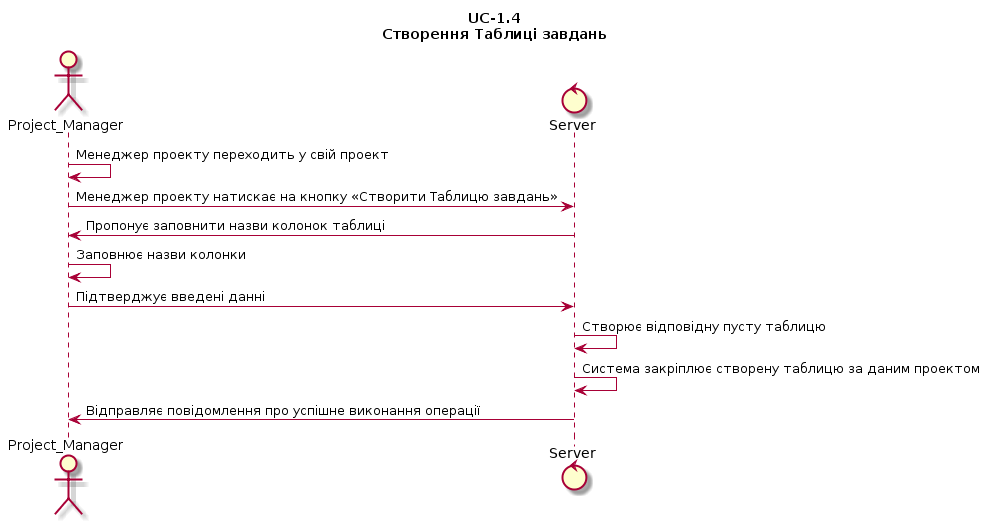 UC-1.4
Створення Таблиці завдань
Project_Manager
Server
Менеджер проекту переходить у свій проект
Менеджер проекту натискає на кнопку «Створити Таблицю завдань»
Пропонує заповнити назви колонок таблиці
Заповнює назви колонки
Підтверджує введені данні
Створює відповідну пусту таблицю
Система закріплює створену таблицю за даним проектом
Відправляє повідомлення про успішне виконання операції
Project_Manager
Server